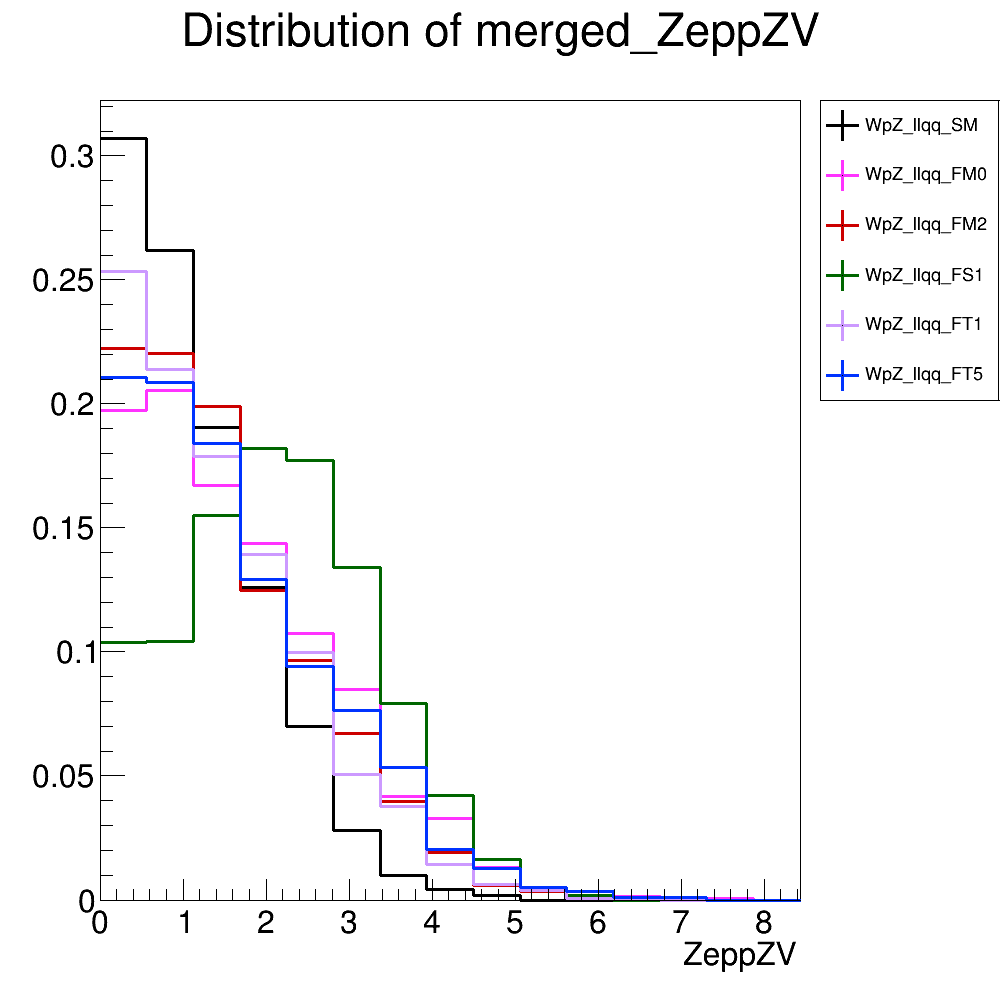 Distribution of merged_ZeppZV
0.3
0.25
0.2
0.15
0.1
0.05
0
0 1 2 3 4 5 6 7 8
ZeppZV
WpZ_llqq_SM
WpZ_llqq_FM0
WpZ_llqq_FM2
WpZ_llqq_FS1
WpZ_llqq_FT1
WpZ_llqq_FT5